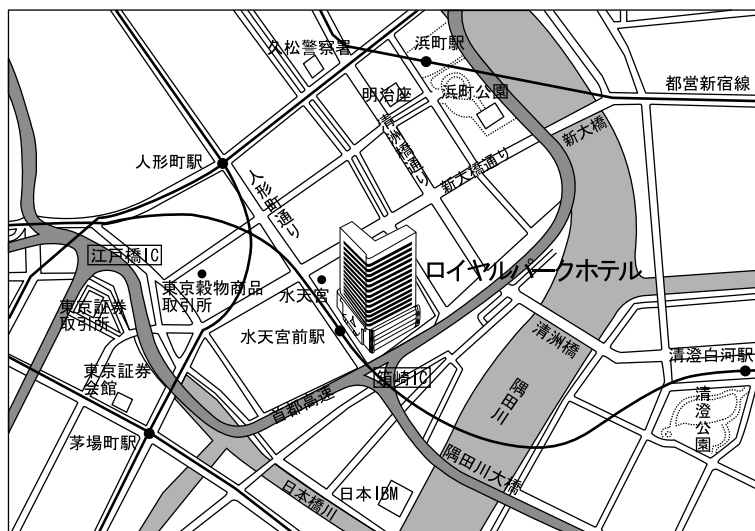 久松警察署
浜町駅
都営新宿線
明治座
浜町公園
清洲橋通り
新大橋
新大橋通り
人形町駅
人形町通り
江戸橋IC
東京穀物商品
取引所
水天宮
ロイヤルパークホテル
東京証券
取引所
水天宮前駅
清洲橋
清澄白河駅
東京証券
会館
箱崎IC
首都高速
隅田川
清澄公園
茅場町駅
隅田川大橋
日本橋川
日本IBM